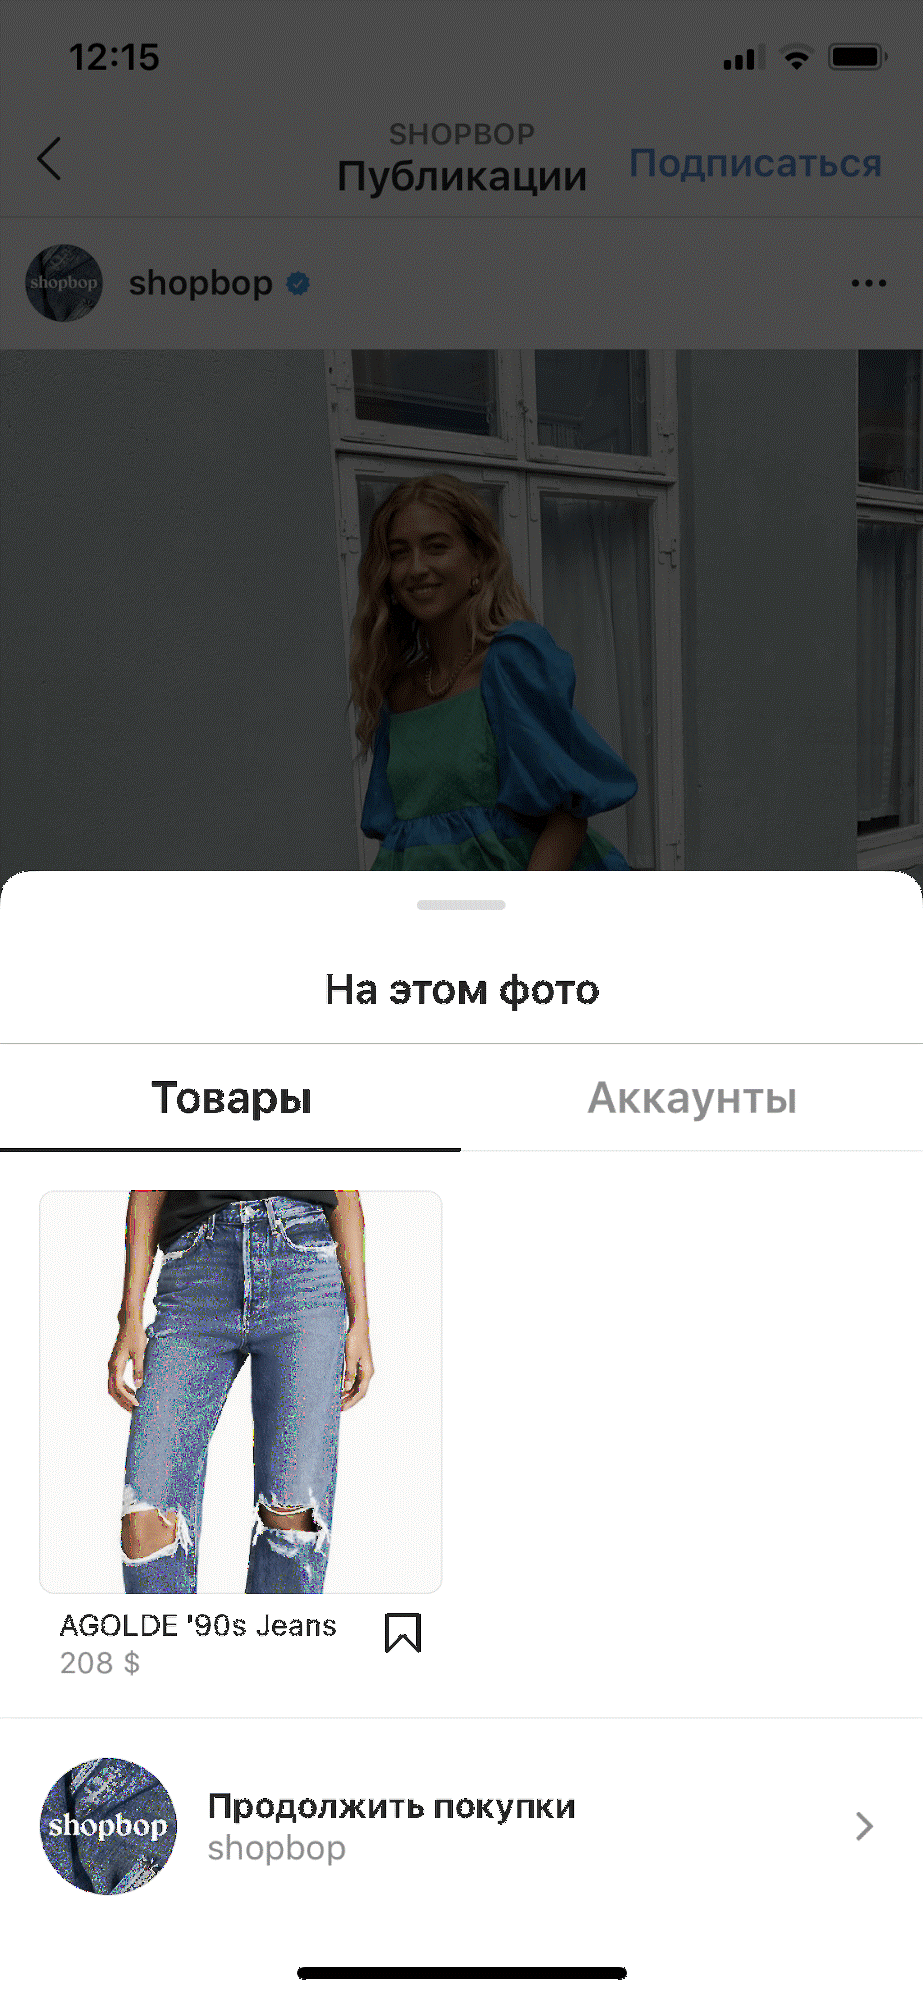 12:15
SHOPBOP
Публикации
Подписаться
shopbop
shopbop
На этом фото
Товары
Аккаунты
AGOLDE '90s Jeans
208 $
shopbop
Продолжить покупки
shopbop